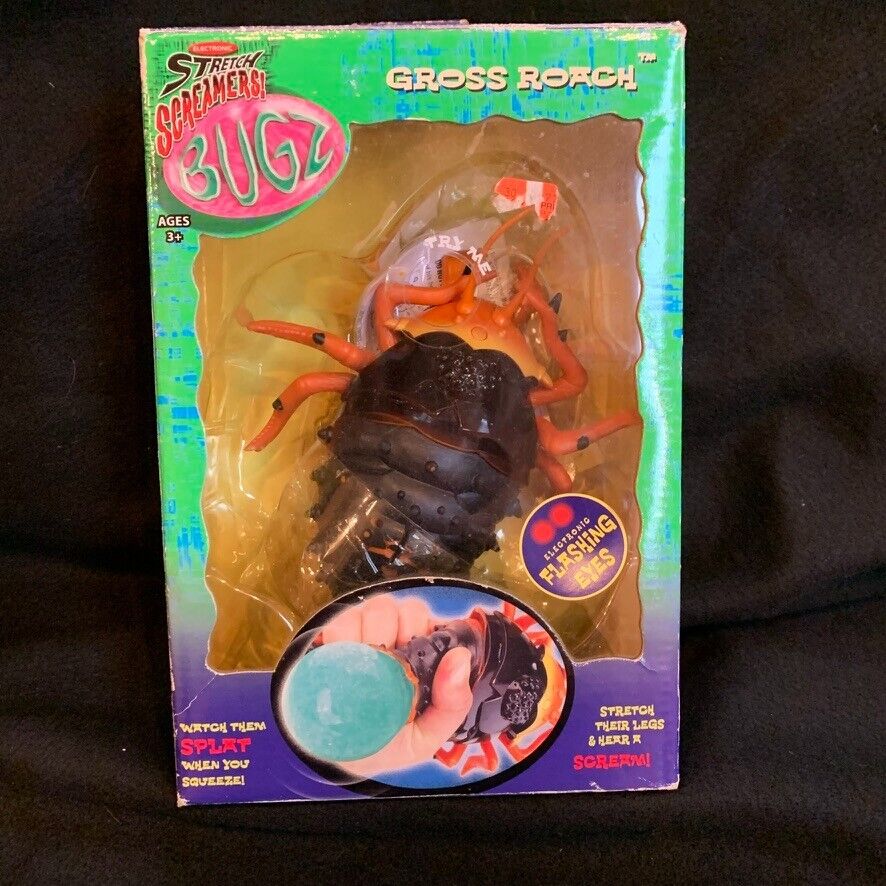 ELECTRONIC
STRETCH
SCREAMERS!
BUGZ
GROSS ROACH™
AGES
3+
TRY ME!
ELECTRONIC
FLASHING
EYES
WATCH THEM
SPLAT
WHEN YOU
SQUEEZE!
STRETCH
THEIR LEGS
& HEAR A
SCREAM!